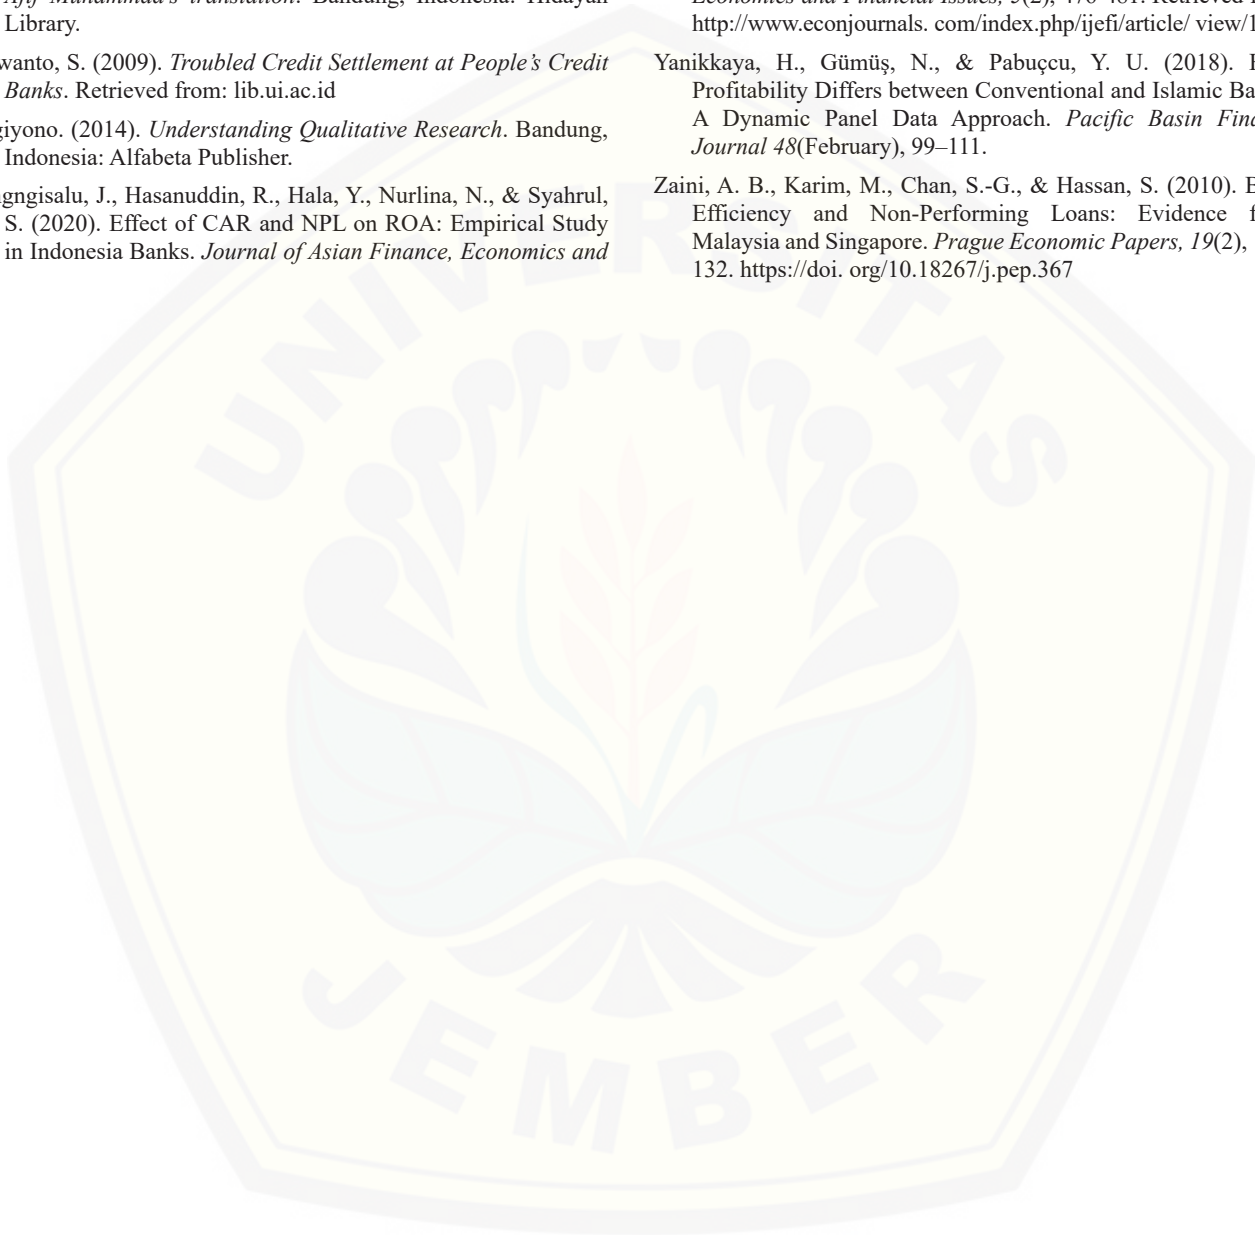 Afif Muhammad's translation. Bandung, Indonesia: Hidayah
Library.
wanto, S. (2009). Troubled Credit Settlement at People's Credit
Banks. Retrieved from: lib.ui.ac.id
giyono. (2014). Understanding Qualitative Research. Bandung,
Indonesia: Alfabeta Publisher.
ngngisalu, J., Hasanuddin, R., Hala, Y., Nurlina, N., & Syahrul,
S. (2020). Effect of CAR and NPL on ROA: Empirical Study
in Indonesia Banks. Journal of Asian Finance, Economics and
Economics and Financial Issues, 5(2), 470–481. Retrieved
http://www.econjournals. com/index.php/ijefi/article/ view/1
Yanikkaya, H., Gümüş, N., & Pabuçcu, Y. U. (2018).
Profitability Differs between Conventional and Islamic Ba
A Dynamic Panel Data Approach. Pacific Basin Fina
Journal 48(February), 99–111.
Zaini, A. B., Karim, M., Chan, S.-G., & Hassan, S. (2010).
Efficiency and Non-Performing Loans: Evidence f
Malaysia and Singapore. Prague Economic Papers, 19(2),
132. https://doi. org/10.18267/j.pep.367
UNIVERSITAS
JEMBER